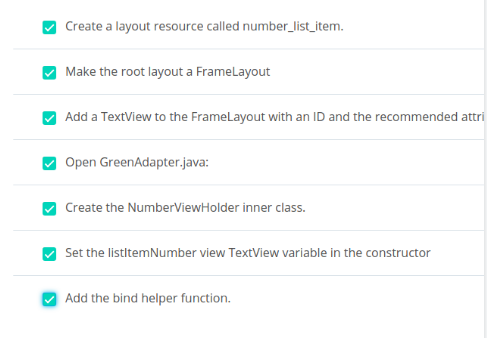 Create a layout resource called number_list_item.
Make the root layout a FrameLayout
Add a TextView to the FrameLayout with an ID and the recommended attri
Open GreenAdapter.java:
Create the NumberViewHolder inner class.
Set the listItemNumber view TextView variable in the constructor
Add the bind helper function.